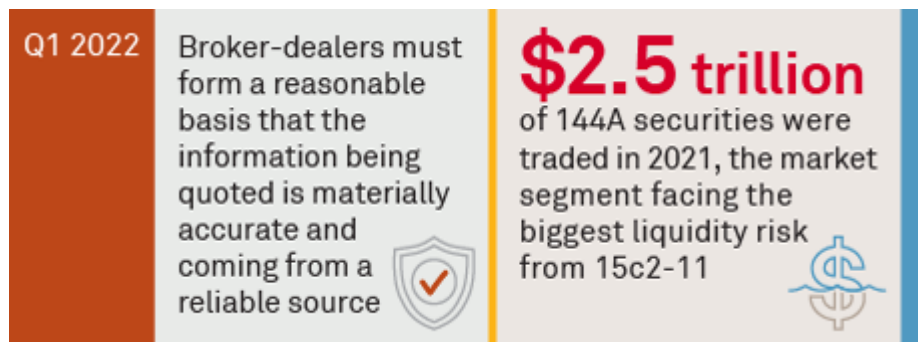 Q1 2022
Broker-dealers must
form a reasonable
basis that the
information being
quoted is materially
accurate and
coming from a
reliable source
$2.5 trillion
of 144A securities were
traded in 2021, the market
segment facing the
biggest liquidity risk
from 15c2-11